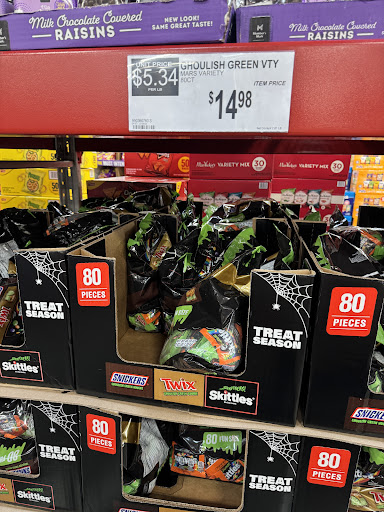 Milk Chocolate Covered
RAISINS
NEW LOOK!
SAME GREAT TASTE!
Milk Chocolate Covered
RAISINS
UNIT PRICE
$5.34
PER LB
GHOULISH GREEN VTY
MARS VARIETY
80CT
ITEM PRICE
$14.98
VARIETY MIX
30
VARIETY MIX
30
80
PIECES
TREAT
SEASON
Skittles
80
PIECES
TREAT
SEASON
SNICKERS
TWIX
Skittles
80
PIECES
80
PIECES
TREAT
SEASON
Skittles
80 FUN SIZE
TREAT
SEASON
80
PIECES